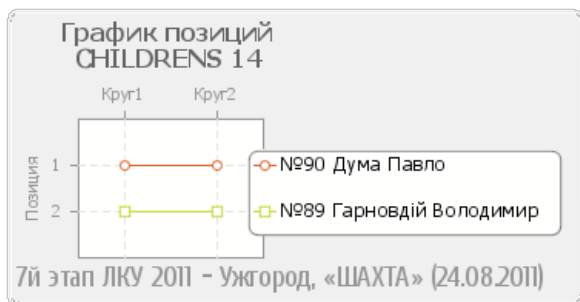 График позиций
CHILDRENS 14
Круг1 Круг2
Позиция
1
№90 Дума Павло
2
№89 Гарновдій Володимир
7й этап ЛКУ 2011 - Ужгород, «ШАХТА» (24.08.2011)